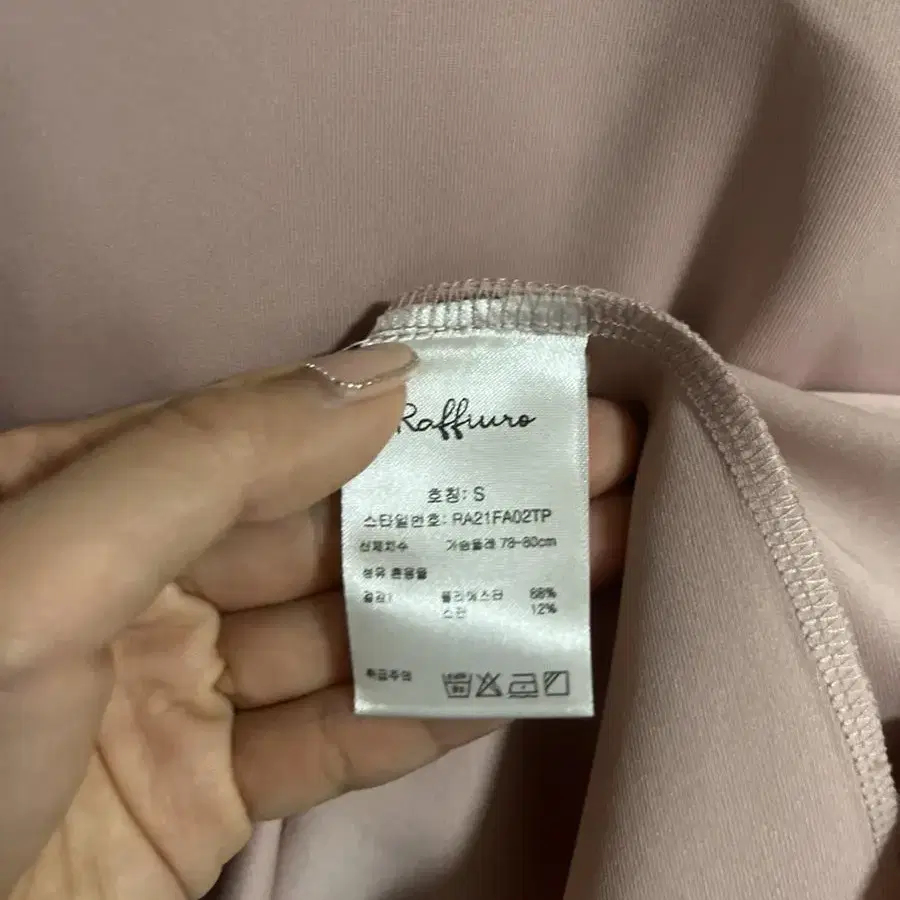 Raffiuro
호칭: S
스타일번호: RA21FA02TP
신체치수 가슴둘레 78-80cm
섬유 혼용율
겉감1 폴리에스터 88%
스판 12%
취급주의